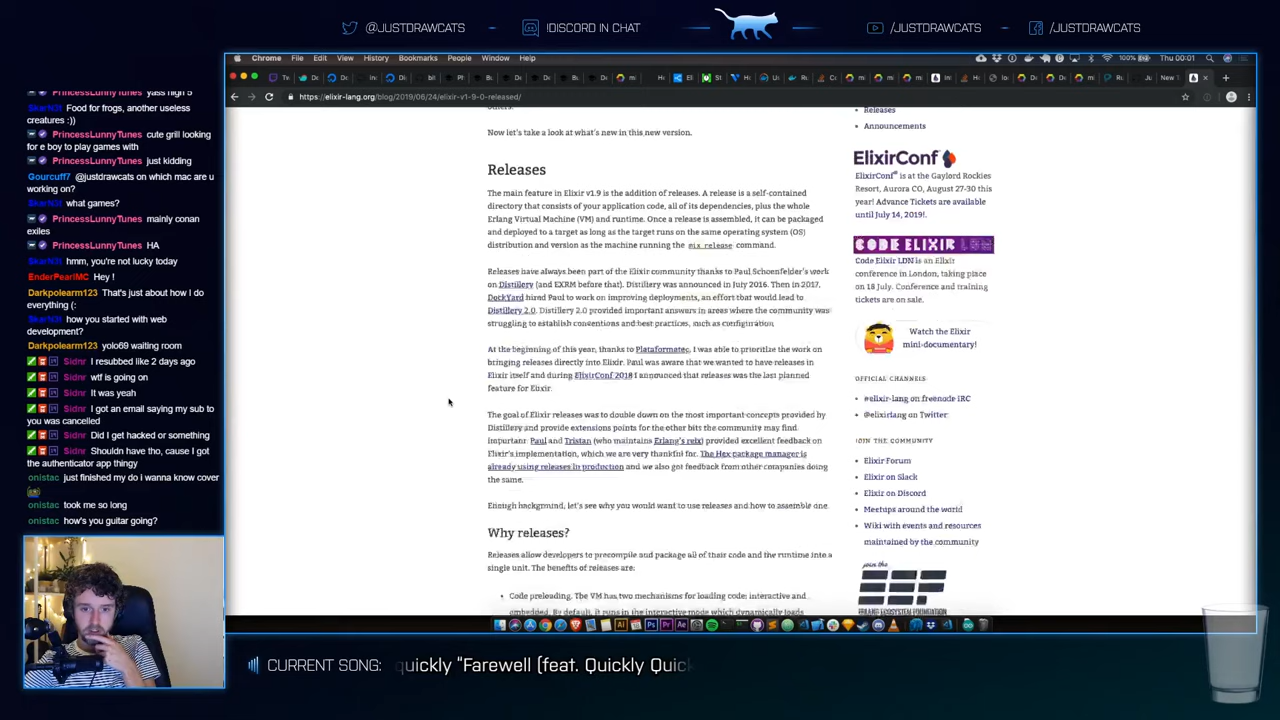 @JUSTDRAWCATS
!DISCORD IN CHAT
/JUSTDRAWCATS
/JUSTDRAWCATS
Chrome File Edit View History Bookmarks People Window Help
100% Thu 00:01
https://elixir-lang.org/blog/2019/06/24/elixir-v1-9-0-released/
yass high 5
Food for frogs, another useless
creatures :))
PrincessLunnyTunes cute grill looking
for e boy to play games with
PrincessLunnyTunes just kidding
Gourcuff7 @justdrawcats on which mac are u
working on?
what games?
PrincessLunnyTunes mainly conan
exiles
PrincessLunnyTunes HA
hmm, you're not lucky today
EnderPearlMC Hey !
Darkpolearm123 That's just about how I do
everything (:
how you started with web
development?
Darkpolearm123 yolo69 waiting room
Sidnr I resubbed like 2 days ago
Sidnr wtf is going on
Sidnr It was yeah
Sidnr I got an email saying my sub to
you was cancelled
Sidnr Did I get hacked or something
Sidnr Shouldn have tho, cause I got
the authenticator app thingy
onistac just finished my do i wanna know cover
onistac took me so long
onistac how's you guitar going?
others.
Now let's take a look at what's new in this new version.
Releases
The main feature in Elixir v1.9 is the addition of releases. A release is a self-contained
directory that consists of your application code, all of its dependencies, plus the whole
Erlang Virtual Machine (VM) and runtime. Once a release is assembled, it can be packaged
and deployed to a target as long as the target runs on the same operating system (OS)
distribution and version as the machine running the mix release command.
Releases have always been part of the Elixir community thanks to Paul Schoenfelder's work
on Distillery (and EXRM before that). Distillery was announced in July 2016. Then in 2017,
DockYard hired Paul to work on improving deployments, an effort that would lead to
Distillery 2.0. Distillery 2.0 provided important answers in areas where the community was
struggling to establish conventions and best practices, such as configuration.
At the beginning of this year, thanks to Plataformatec, I was able to prioritize the work on
bringing releases directly into Elixir. Paul was aware that we wanted to have releases in
Elixir itself and during ElixirConf 2018 I announced that releases was the last planned
feature for Elixir.
The goal of Elixir releases was to double down on the most important concepts provided by
Distillery and provide extensions points for the other bits the community may find
important. Paul and Tristan (who maintains Erlang's relx) provided excellent feedback on
Elixir's implementation, which we are very thankful for. The Hex package manager is
already using releases in production and we also got feedback from other companies doing
the same.
Enough background, let's see why you would want to use releases and how to assemble one.
Why releases?
Releases allow developers to precompile and package all of their code and the runtime into a
single unit. The benefits of releases are:
Code preloading. The VM has two mechanisms for loading code: interactive and
embedded. By default, it runs in the interactive mode which dynamically loads
Releases
Announcements
ElixirConf
ElixirConf® is at the Gaylord Rockies
Resort, Aurora CO, August 27-30 this
year! Advance Tickets are available
until July 14, 2019!.
CODE ELIXIR LDN
Code Elixir LDN is an Elixir
conference in London, taking place
on 18 July. Conference and training
tickets are on sale.
Watch the Elixir
mini-documentary!
OFFICIAL CHANNELS
#elixir-lang on freenode IRC
@elixirlang on Twitter
JOIN THE COMMUNITY
Elixir Forum
Elixir on Slack
Elixir on Discord
Meetups around the world
Wiki with events and resources
maintained by the community
join the
ERLANG ECOSYSTEM FOUNDATION
CURRENT SONG: quickly "Farewell (feat. Quickly Quic